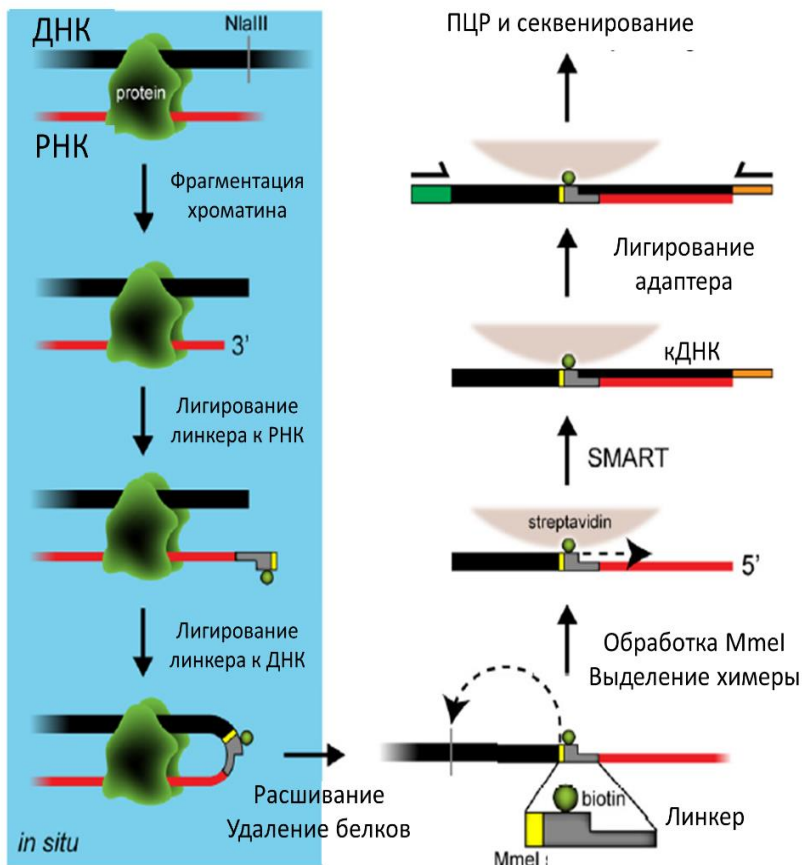 ДНК
NlaIII
protein
РНК
Фрагментация
хроматина
3'
Лигирование
линкера к РНК
Лигирование
линкера к ДНК
in situ
Расшивание
Удаление белков
ПЦР и секвенирование
Лигирование
адаптера
кДНК
SMART
streptavidin
5'
Обработка MmeI
Выделение химеры
biotin
Линкер
MmeI